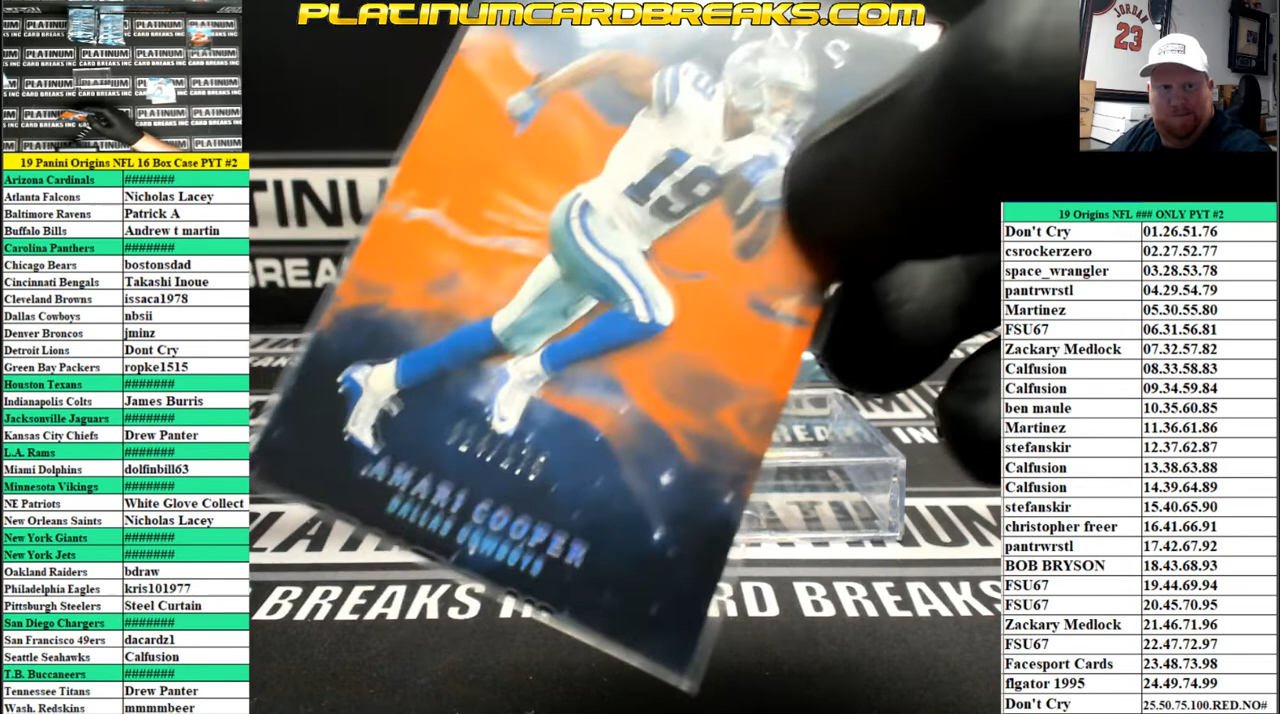 PLATINUMCARDBREAKS.COM
JORDAN
23
PLATINUM
CARD BREAKS INC
19 Panini Origins NFL 16 Box Case PYT #2
Arizona Cardinals #######
Atlanta Falcons Nicholas Lacey
Baltimore Ravens Patrick A
Buffalo Bills Andrew t martin
Carolina Panthers #######
Chicago Bears bostonsdad
Cincinnati Bengals Takashi Inoue
Cleveland Browns issaca1978
Dallas Cowboys nbsii
Denver Broncos jminz
Detroit Lions Dont Cry
Green Bay Packers ropke1515
Houston Texans #######
Indianapolis Colts James Burris
Jacksonville Jaguars #######
Kansas City Chiefs Drew Panter
L.A. Rams #######
Miami Dolphins dolfinbill63
Minnesota Vikings #######
NE Patriots White Glove Collect
New Orleans Saints Nicholas Lacey
New York Giants #######
New York Jets #######
Oakland Raiders bdraw
Philadelphia Eagles kris101977
Pittsburgh Steelers Steel Curtain
San Diego Chargers #######
San Francisco 49ers dacardz1
Seattle Seahawks Calfusion
T.B. Buccaneers #######
Tennessee Titans Drew Panter
Wash. Redskins mmmmbeer
19
AMARI COOPER
DALLAS COWBOYS
BREAKS
RD BREAKS
19 Origins NFL ### ONLY PYT #2
Don't Cry 01.26.51.76
csrockerzero 02.27.52.77
space_wrangler 03.28.53.78
pantrwrstl 04.29.54.79
Martinez 05.30.55.80
FSU67 06.31.56.81
Zackary Medlock 07.32.57.82
Calfusion 08.33.58.83
Calfusion 09.34.59.84
ben maule 10.35.60.85
Martinez 11.36.61.86
stefanskir 12.37.62.87
Calfusion 13.38.63.88
Calfusion 14.39.64.89
stefanskir 15.40.65.90
christopher freer 16.41.66.91
pantrwrstl 17.42.67.92
BOB BRYSON 18.43.68.93
FSU67 19.44.69.94
FSU67 20.45.70.95
Zackary Medlock 21.46.71.96
FSU67 22.47.72.97
Facesport Cards 23.48.73.98
flgator 1995 24.49.74.99
Don't Cry 25.50.75.100.RED.NO#